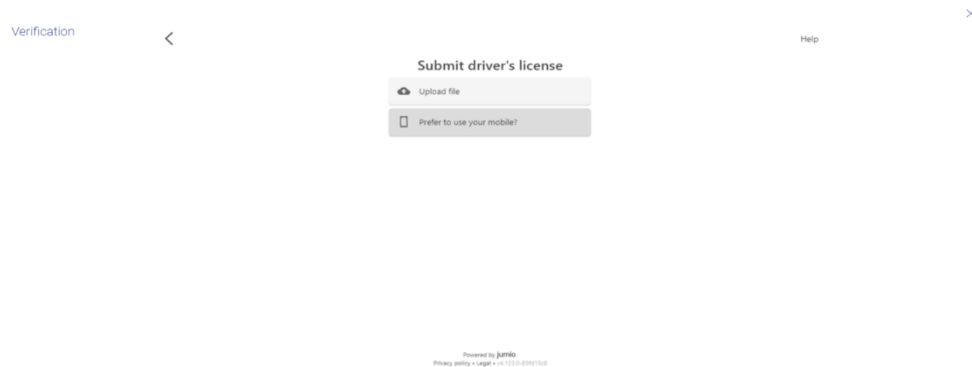 Verification
Help
Submit driver's license
Upload file
Prefer to use your mobile?
Powered by jumio
Privacy policy • Legal •